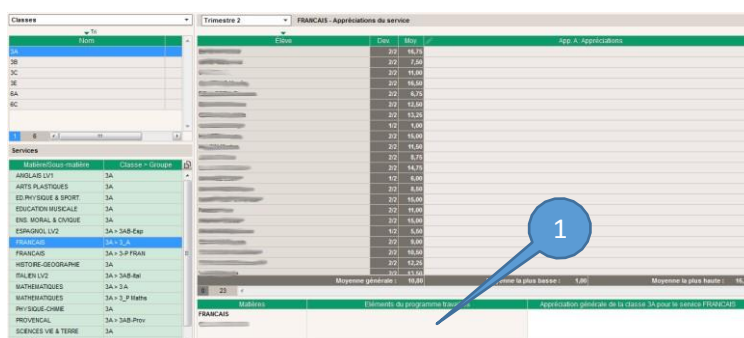 Classes
Trimestre 2 FRANCAIS - Appréciations du service
Nom
3A
3B
3C
3E
6A
6C
1 6
Élève Dev. Moy. App. A : Appréciations
2/2 16,75
2/2 7,50
2/2 11,00
2/2 16,50
2/2 6,75
2/2 12,50
2/2 13,25
1/2 1,00
2/2 15,00
2/2 11,50
2/2 8,75
2/2 14,75
1/2 6,00
2/2 8,50
2/2 15,00
2/2 11,00
2/2 15,00
1/2 5,50
2/2 9,00
2/2 10,50
2/2 12,25
2/2 13,50
Moyenne générale : 10,80 Moyenne la plus basse : 1,00 Moyenne la plus haute :
23
Services
Matière/Sous-matière Classe > Groupe
ANGLAIS LV1 3A
ARTS PLASTIQUES 3A
ED.PHYSIQUE & SPORT. 3A
EDUCATION MUSICALE 3A
ENS. MORAL & CIVIQUE 3A
ESPAGNOL LV2 3A > 3AB-Esp
FRANCAIS 3A > 3_A
FRANCAIS 3A > 3-P FRAN
HISTOIRE-GEOGRAPHIE 3A
ITALIEN LV2 3A > 3AB-Ital
MATHEMATIQUES 3A > 3:A
MATHEMATIQUES 3A > 3_P Maths
PHYSIQUE-CHIMIE 3A
PROVENCAL 3A > 3AB-Prov
SCIENCES VIE & TERRE 3A
Matières Eléments du programme travaillés Appréciation générale de la classe 3A pour le service FRANCAIS
FRANCAIS
1